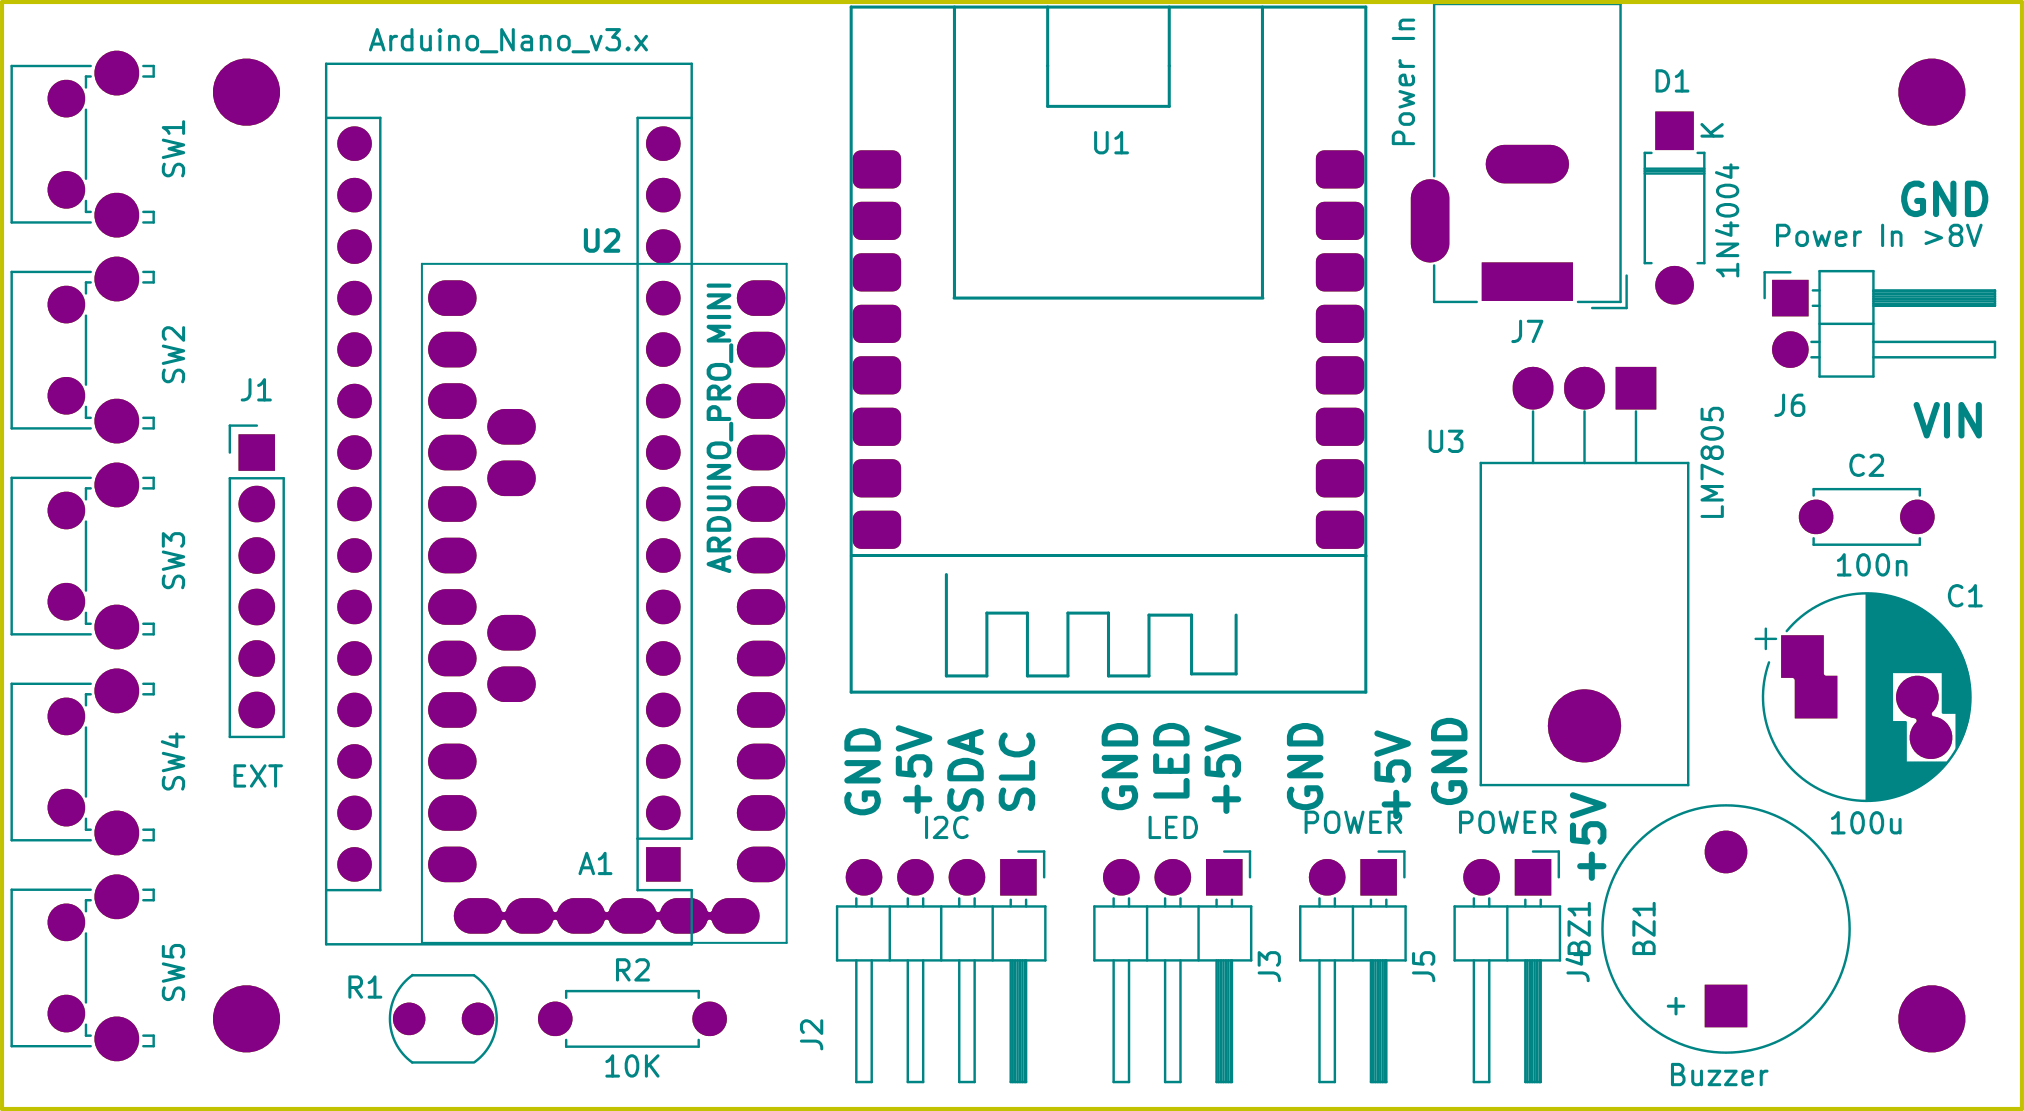 Arduino_Nano_v3.x
Power In
D1
K
1N4004
U1
SW1
GND
Power In >8V
U2
ARDUINO_PRO_MINI
J7
SW2
J1
J6
VIN
U3
LM7805
C2
100n
SW3
C1
+
100u
SW4
EXT
GND
+5V
SDA
SLC
GND
LED
+5V
GND
+5V
GND
+5V
I2C
LED
POWER
POWER
A1
SW5
R1
R2
10K
J2
J3
J5
J4
BZ1
BZ1
+
Buzzer